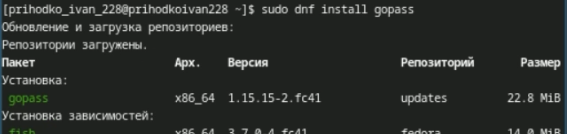 [prihodko_ivan_228@prihodkoivan228 ~]$ sudo dnf install gopass
Обновление и загрузка репозиториев:
Репозитории загружены.
Пакет Арх. Версия Репозиторий Размер
Установка:
gopass x86_64 1.15.15-2.fc41 updates 22.8 MiB
Установка зависимостей:
fish x86_64 3.7.0-4.fc41 fedora 14.0 MiB